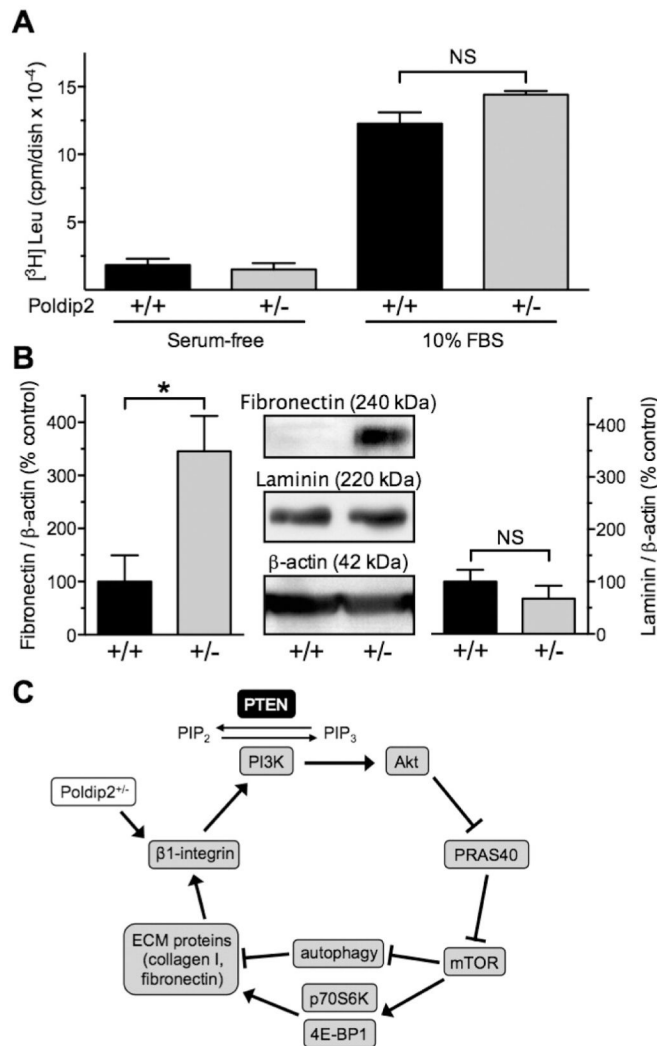 A
[³H] Leu (cpm/dish x 10⁻⁴)
15
10
5
NS
Poldip2 +/+ +/- +/+ +/-
Serum-free 10% FBS
B
Fibronectin / β-actin (% control)
400
350
200
100
0
*
+/+ +/-
Fibronectin (240 kDa)
Laminin (220 kDa)
β-actin (42 kDa)
+/+ +/-
NS
+/+ +/-
400
350
200
100
0
Laminin / β-actin (% control)
C
PTEN
PIP₂ PIP₃
PI3K Akt
Poldip2⁺/⁻
β1-integrin PRAS40
ECM proteins
(collagen I,
fibronectin)
autophagy mTOR
p70S6K
4E-BP1